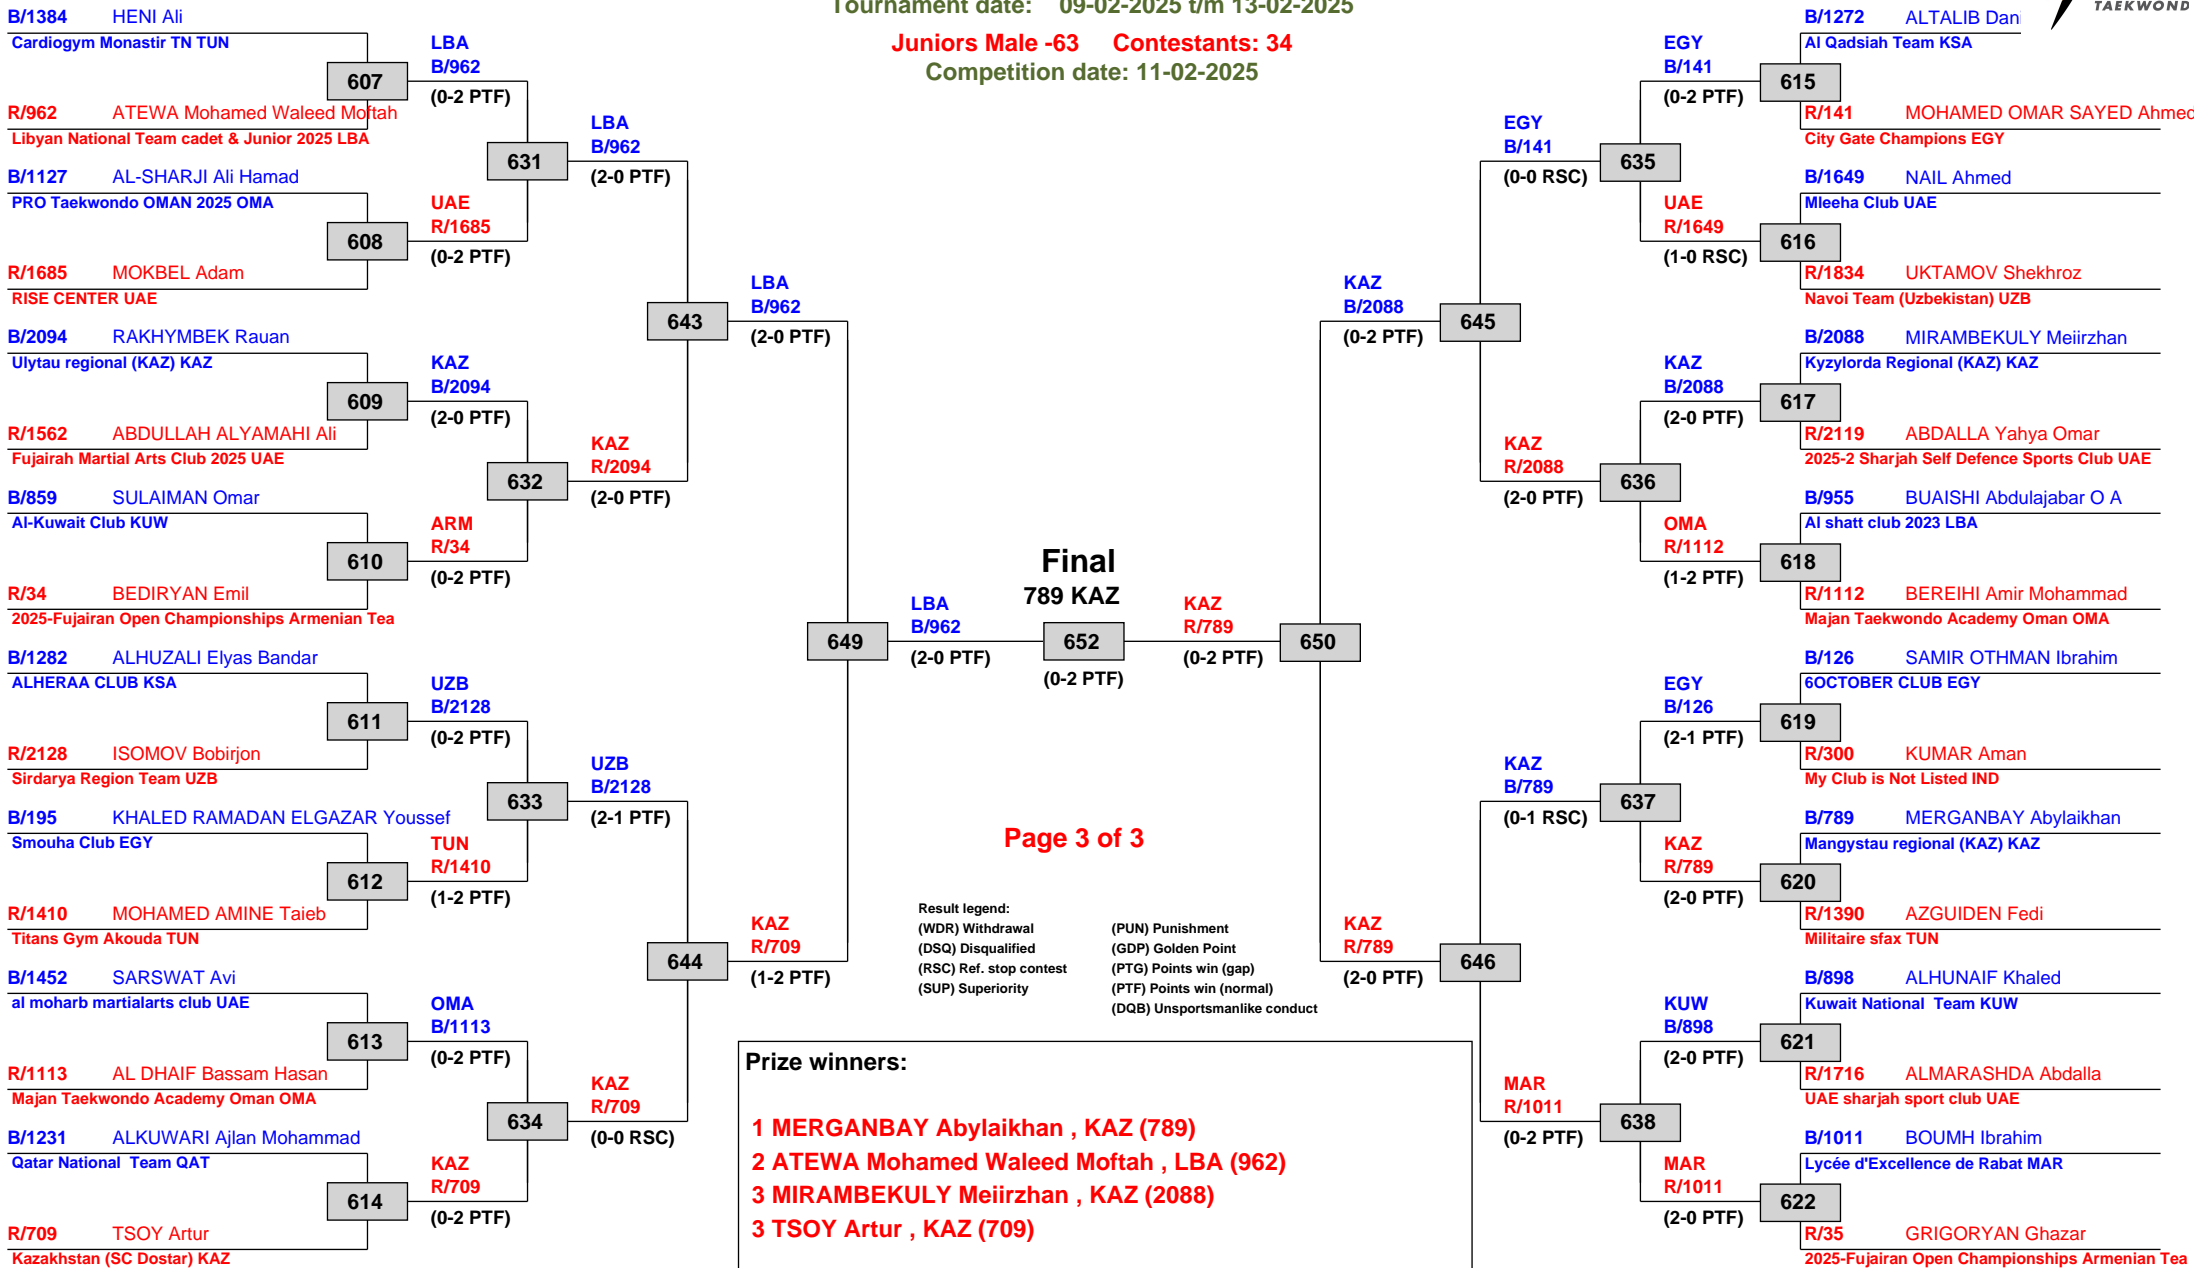 Tournament date: 09-02-2025 t/m 13-02-2025
Juniors Male -63 Contestants: 34
Competition date: 11-02-2025
TAEKWOND
B/1384 HENI Ali
Cardiogym Monastir TN TUN
607
R/962 ATEWA Mohamed Waleed Moftah
Libyan National Team cadet & Junior 2025 LBA
B/1127 AL-SHARJI Ali Hamad
PRO Taekwondo OMAN 2025 OMA
608
R/1685 MOKBEL Adam
RISE CENTER UAE
B/2094 RAKHYMBEK Rauan
Ulytau regional (KAZ) KAZ
609
R/1562 ABDULLAH ALYAMAHI Ali
Fujairah Martial Arts Club 2025 UAE
B/859 SULAIMAN Omar
Al-Kuwait Club KUW
610
R/34 BEDIRYAN Emil
2025-Fujairan Open Championships Armenian Tea
B/1282 ALHUZALI Elyas Bandar
ALHERAA CLUB KSA
611
R/2128 ISOMOV Bobirjon
Sirdarya Region Team UZB
B/195 KHALED RAMADAN ELGAZAR Youssef
Smouha Club EGY
612
R/1410 MOHAMED AMINE Taieb
Titans Gym Akouda TUN
B/1452 SARSWAT Avi
al moharb martialarts club UAE
613
R/1113 AL DHAIF Bassam Hasan
Majan Taekwondo Academy Oman OMA
B/1231 ALKUWARI Ajlan Mohammad
Qatar National Team QAT
614
R/709 TSOY Artur
Kazakhstan (SC Dostar) KAZ
LBA
B/962
(0-2 PTF)
631
UAE
R/1685
(0-2 PTF)
KAZ
B/2094
(2-0 PTF)
632
ARM
R/34
(0-2 PTF)
UZB
B/2128
(0-2 PTF)
633
TUN
R/1410
(1-2 PTF)
OMA
B/1113
(0-2 PTF)
634
KAZ
R/709
(0-2 PTF)
LBA
B/962
(2-0 PTF)
643
KAZ
R/2094
(2-0 PTF)
UZB
B/2128
(2-1 PTF)
644
KAZ
R/709
(0-0 RSC)
LBA
B/962
(2-0 PTF)
649
KAZ
R/709
(1-2 PTF)
LBA
B/962
(2-0 PTF)
Final
789 KAZ
652
(0-2 PTF)
KAZ
R/789
(0-2 PTF)
650
KAZ
B/2088
(0-2 PTF)
645
KAZ
R/789
(2-0 PTF)
646
EGY
B/141
(0-0 RSC)
635
KAZ
R/2088
(2-0 PTF)
636
KAZ
B/789
(0-1 RSC)
637
MAR
R/1011
(0-2 PTF)
638
EGY
B/141
(0-2 PTF)
615
UAE
R/1649
(1-0 RSC)
616
KAZ
B/2088
(2-0 PTF)
617
OMA
R/1112
(1-2 PTF)
618
EGY
B/126
(2-1 PTF)
619
KAZ
R/789
(2-0 PTF)
620
KUW
B/898
(2-0 PTF)
621
MAR
R/1011
(2-0 PTF)
622
B/1272 ALTALIB Dani
Al Qadsiah Team KSA
R/141 MOHAMED OMAR SAYED Ahmed
City Gate Champions EGY
B/1649 NAIL Ahmed
Mleeha Club UAE
R/1834 UKTAMOV Shekhroz
Navoi Team (Uzbekistan) UZB
B/2088 MIRAMBEKULY Meiirzhan
Kyzylorda Regional (KAZ) KAZ
R/2119 ABDALLA Yahya Omar
2025-2 Sharjah Self Defence Sports Club UAE
B/955 BUAISHI Abdulajabar O A
Al shatt club 2023 LBA
R/1112 BEREIHI Amir Mohammad
Majan Taekwondo Academy Oman OMA
B/126 SAMIR OTHMAN Ibrahim
6OCTOBER CLUB EGY
R/300 KUMAR Aman
My Club is Not Listed IND
B/789 MERGANBAY Abylaikhan
Mangystau regional (KAZ) KAZ
R/1390 AZGUIDEN Fedi
Militaire sfax TUN
B/898 ALHUNAIF Khaled
Kuwait National Team KUW
R/1716 ALMARASHDA Abdalla
UAE sharjah sport club UAE
B/1011 BOUMH Ibrahim
Lycée d'Excellence de Rabat MAR
R/35 GRIGORYAN Ghazar
2025-Fujairan Open Championships Armenian Tea
Page 3 of 3
Result legend:
(WDR) Withdrawal
(DSQ) Disqualified
(RSC) Ref. stop contest
(SUP) Superiority
(PUN) Punishment
(GDP) Golden Point
(PTG) Points win (gap)
(PTF) Points win (normal)
(DQB) Unsportsmanlike conduct
Prize winners:
1 MERGANBAY Abylaikhan , KAZ (789)
2 ATEWA Mohamed Waleed Moftah , LBA (962)
3 MIRAMBEKULY Meiirzhan , KAZ (2088)
3 TSOY Artur , KAZ (709)